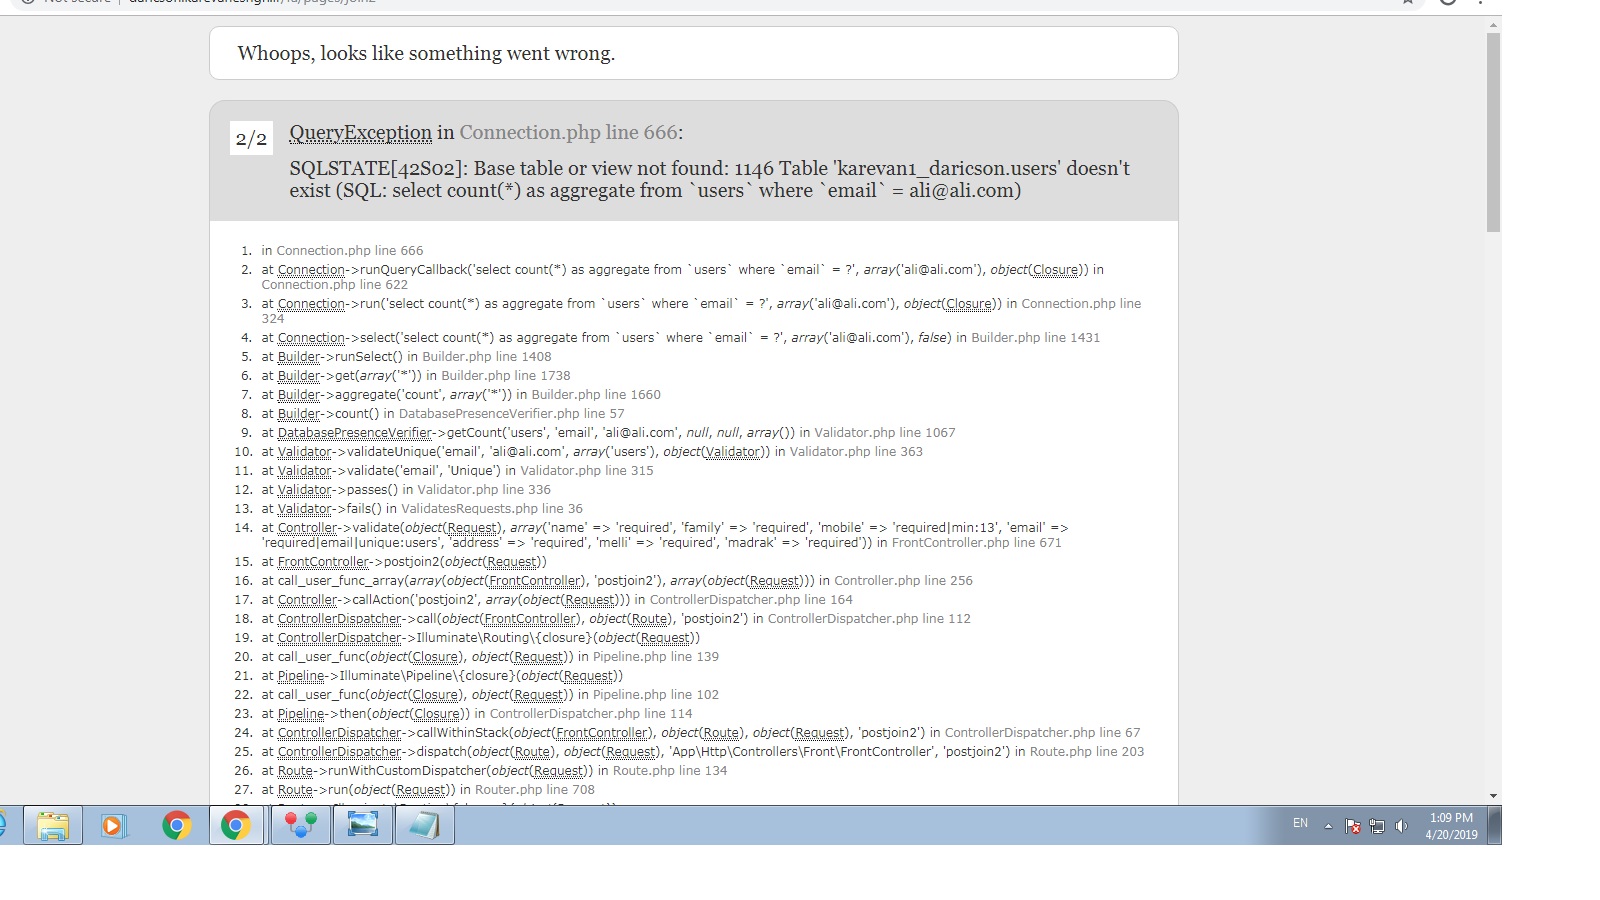 Whoops, looks like something went wrong.
2/2
QueryException in Connection.php line 666:
SQLSTATE[42S02]: Base table or view not found: 1146 Table 'karevan1_daricson.users' doesn't
exist (SQL: select count(*) as aggregate from `users` where `email` = ali@ali.com)
1. in Connection.php line 666
2. at Connection->runQueryCallback('select count(*) as aggregate from `users` where `email` = ?', array('ali@ali.com'), object(Closure)) in
Connection.php line 622
3. at Connection->run('select count(*) as aggregate from `users` where `email` = ?', array('ali@ali.com'), object(Closure)) in Connection.php line
324
4. at Connection->select('select count(*) as aggregate from `users` where `email` = ?', array('ali@ali.com'), false) in Builder.php line 1431
5. at Builder->runSelect() in Builder.php line 1408
6. at Builder->get(array('*')) in Builder.php line 1738
7. at Builder->aggregate('count', array('*')) in Builder.php line 1660
8. at Builder->count() in DatabasePresenceVerifier.php line 57
9. at DatabasePresenceVerifier->getCount('users', 'email', 'ali@ali.com', null, null, array()) in Validator.php line 1067
10. at Validator->validateUnique('email', 'ali@ali.com', array('users'), object(Validator)) in Validator.php line 363
11. at Validator->validate('email', 'Unique') in Validator.php line 315
12. at Validator->passes() in Validator.php line 336
13. at Validator->fails() in ValidatesRequests.php line 36
14. at Controller->validate(object(Request), array('name' => 'required', 'family' => 'required', 'mobile' => 'required|min:13', 'email' =>
'required|email|unique:users', 'address' => 'required', 'melli' => 'required', 'madrak' => 'required')) in FrontController.php line 671
15. at FrontController->postjoin2(object(Request))
16. at call_user_func_array(array(object(FrontController), 'postjoin2'), array(object(Request))) in Controller.php line 256
17. at Controller->callAction('postjoin2', array(object(Request))) in ControllerDispatcher.php line 164
18. at ControllerDispatcher->call(object(FrontController), object(Route), 'postjoin2') in ControllerDispatcher.php line 112
19. at ControllerDispatcher->Illuminate\Routing\{closure}(object(Request))
20. at call_user_func(object(Closure), object(Request)) in Pipeline.php line 139
21. at Pipeline->Illuminate\Pipeline\{closure}(object(Request))
22. at call_user_func(object(Closure), object(Request)) in Pipeline.php line 102
23. at Pipeline->then(object(Closure)) in ControllerDispatcher.php line 114
24. at ControllerDispatcher->callWithinStack(object(FrontController), object(Route), object(Request), 'postjoin2') in ControllerDispatcher.php line 67
25. at ControllerDispatcher->dispatch(object(Route), object(Request), 'App\Http\Controllers\Front\FrontController', 'postjoin2') in Route.php line 203
26. at Route->runWithCustomDispatcher(object(Request)) in Route.php line 134
27. at Route->run(object(Request)) in Router.php line 708
EN
1:09 PM
4/20/2019